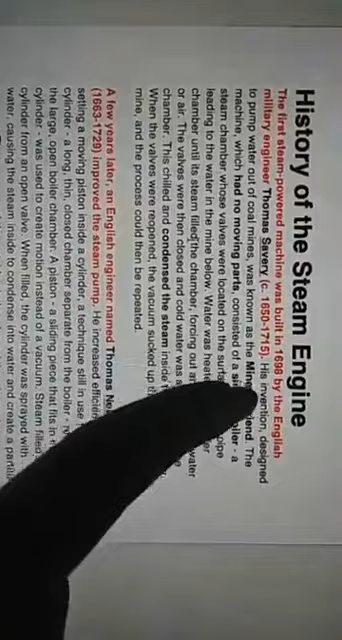 History of the Steam Engine
The first steam-powered machine was built in 1698 by the English
military engineer Thomas Savery (c. 1650-1715). His invention, designed
to pump water out of coal mines, was known as the Mine The
machine, which had no moving parts, consisted of a - a
steam chamber whose valves were located on the pipe
leading to the water in the mine below. Water was
chamber until its steam filled the chamber, forcing out water
or air. The valves were then closed and cold water was
chamber. This chilled and condensed the steam inside
When the valves were reopened, the vacuum sucked up
mine, and the process could then be repeated.
A few years later, an English engineer named Thomas
(1663-1729) improved the steam pump. He increased
setting a moving piston inside a cylinder, a technique still in use
cylinder - a long, thin, closed chamber separate from the boiler -
the large, open boiler chamber. A piston - a sliding piece that fits in
cylinder - was used to create motion instead of a vacuum. Steam filled
cylinder from an open valve. When filled, the cylinder was sprayed with
water, causing the steam inside to condense into water and create a